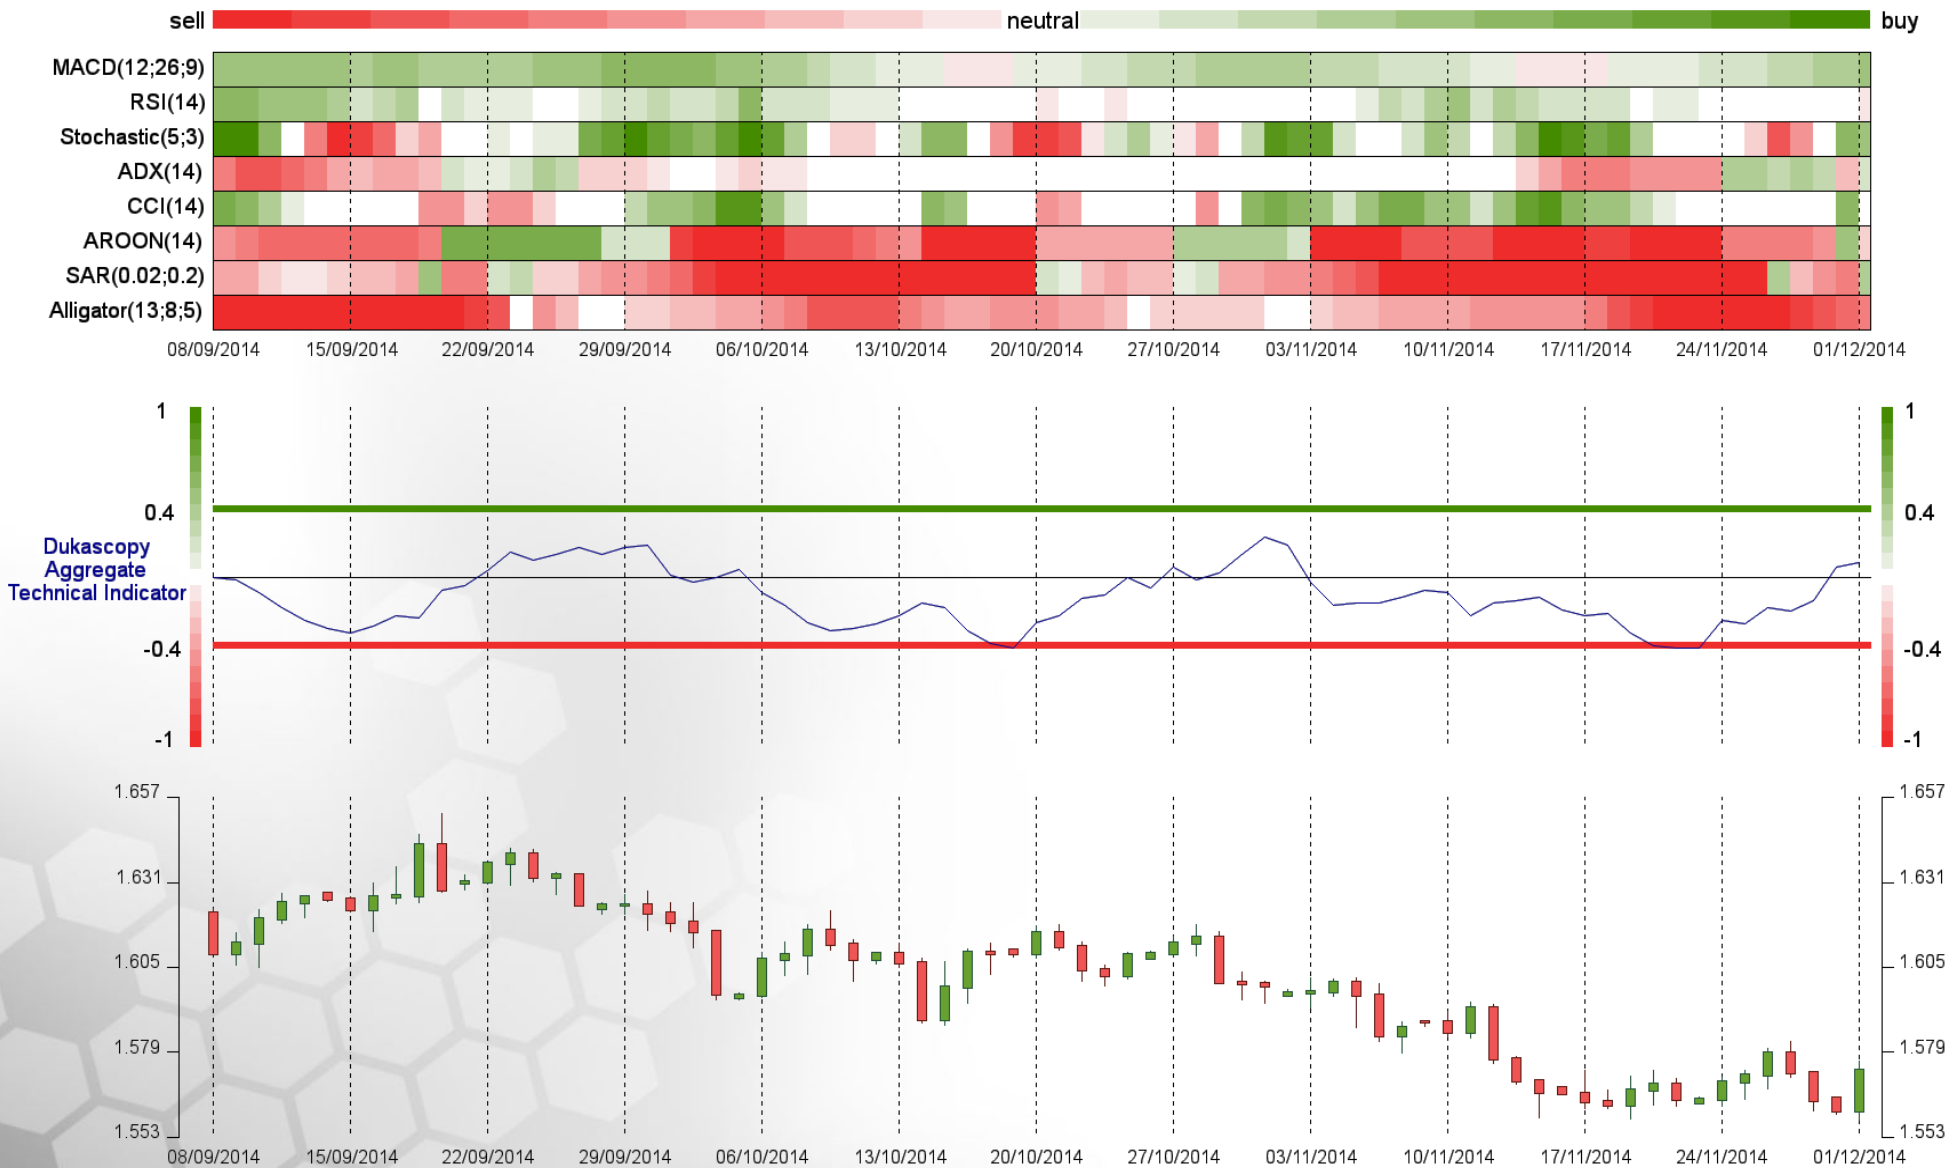 sell neutral buy
MACD(12;26;9)
RSI(14)
Stochastic(5;3)
ADX(14)
CCI(14)
AROON(14)
SAR(0.02;0.2)
Alligator(13;8;5)
08/09/2014 15/09/2014 22/09/2014 29/09/2014 06/10/2014 13/10/2014 20/10/2014 27/10/2014 03/11/2014 10/11/2014 17/11/2014 24/11/2014 01/12/2014
1 1
0.4 0.4
Dukascopy
Aggregate
Technical Indicator
-0.4 -0.4
-1 -1
1.657 1.657
1.631 1.631
1.605 1.605
1.579 1.579
1.553 1.553
08/09/2014 15/09/2014 22/09/2014 29/09/2014 06/10/2014 13/10/2014 20/10/2014 27/10/2014 03/11/2014 10/11/2014 17/11/2014 24/11/2014 01/12/2014